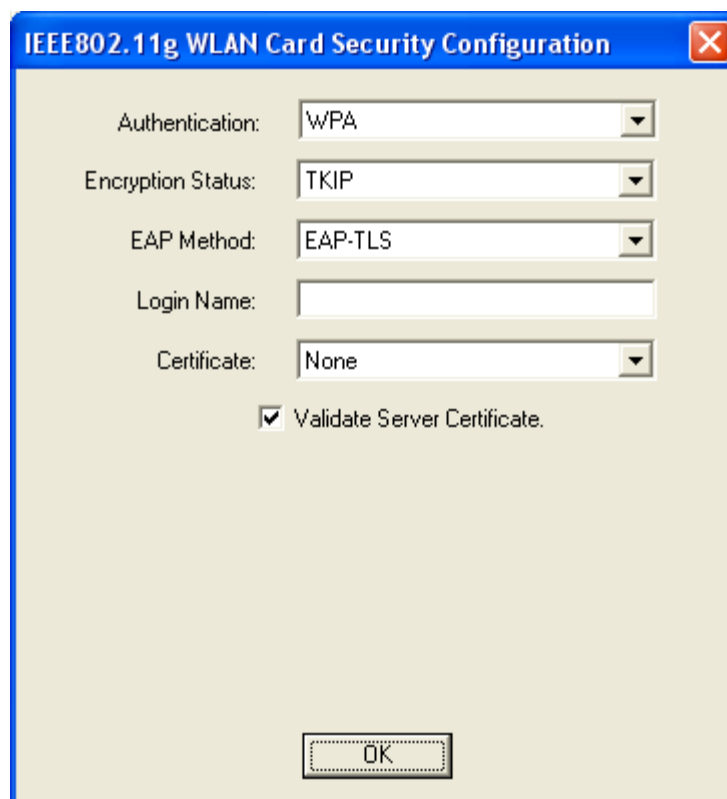 IEEE802.11g WLAN Card Security Configuration
Authentication: WPA
Encryption Status: TKIP
EAP Method: EAP-TLS
Login Name:
Certificate: None
Validate Server Certificate.
OK